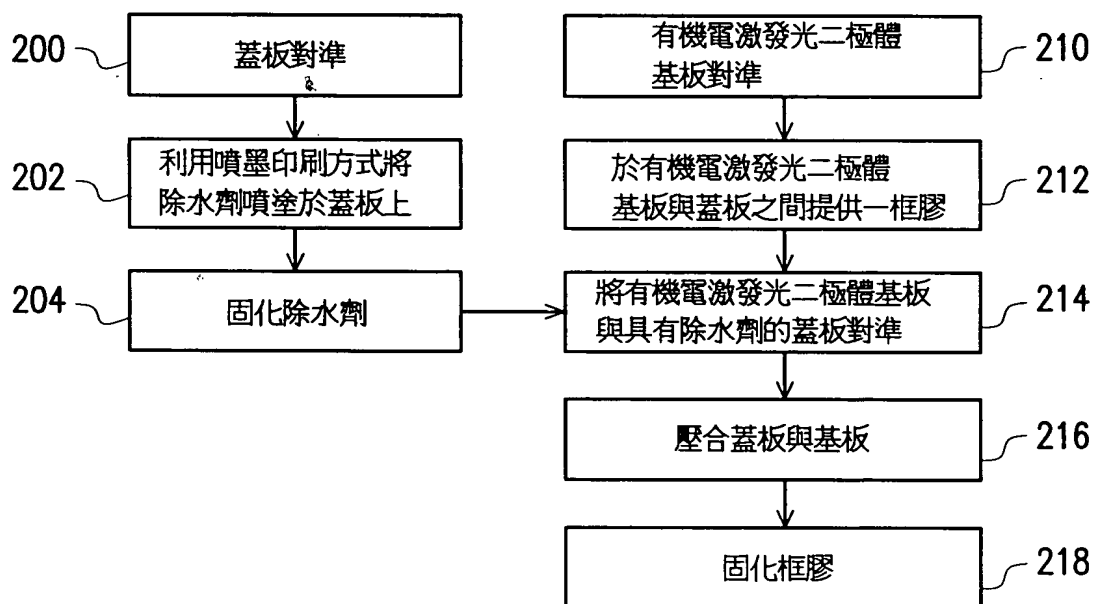 200
蓋板對準
202
利用噴墨印刷方式將
除水劑噴塗於蓋板上
204
固化除水劑
210
有機電激發光二極體
基板對準
212
於有機電激發光二極體
基板與蓋板之間提供一框膠
214
將有機電激發光二極體基板
與具有除水劑的蓋板對準
216
壓合蓋板與基板
218
固化框膠